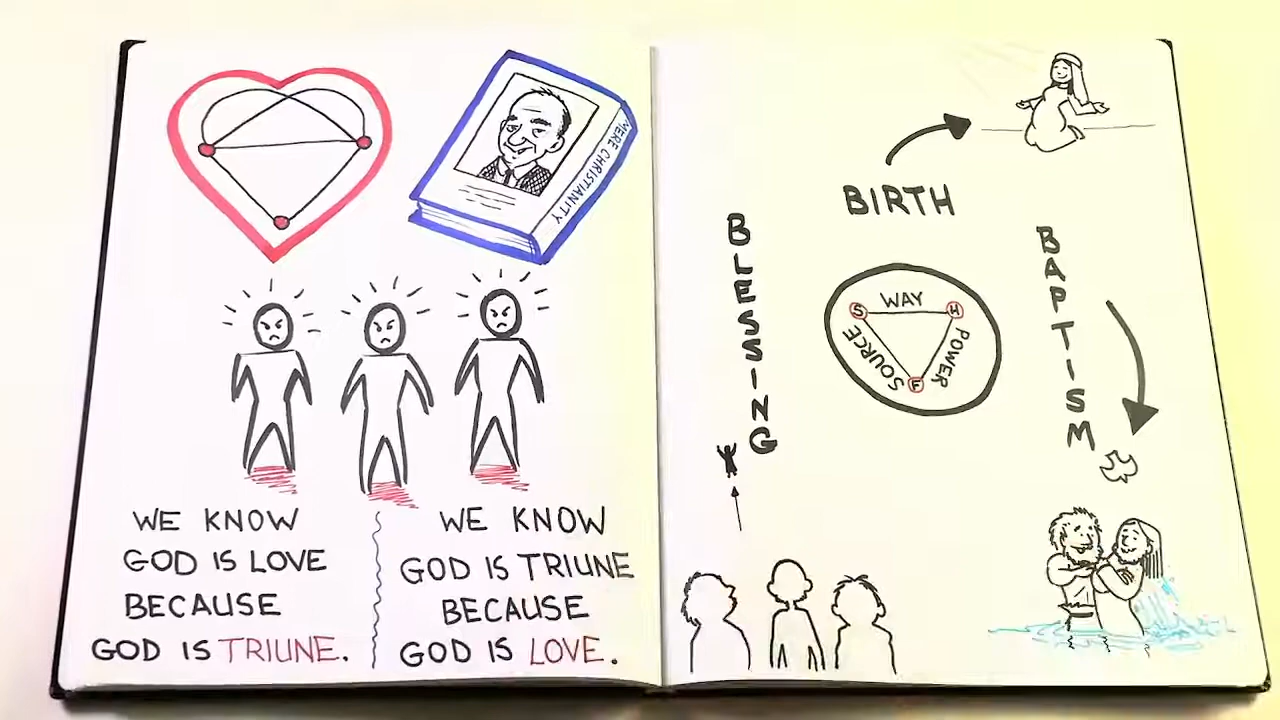 MERE CHRISTIANITY
WE KNOW
GOD IS LOVE
BECAUSE
GOD IS TRIUNE.
WE KNOW
GOD IS TRIUNE
BECAUSE
GOD IS LOVE.
BIRTH
BLESSING
BAPTISM
S WAY H
SOURCE
POWER
F